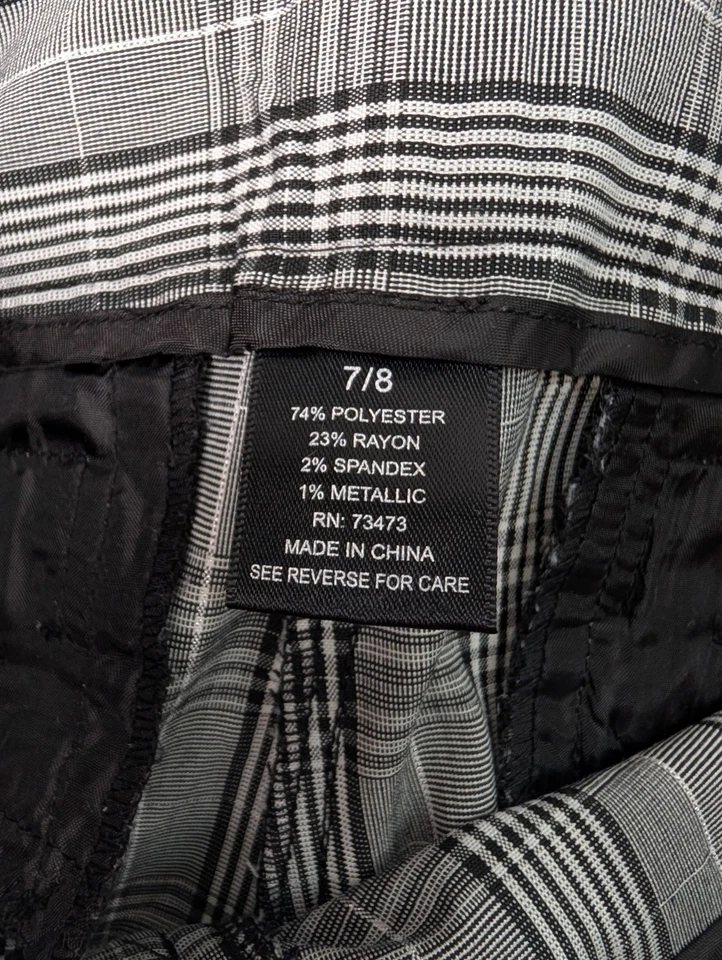 7/8
74% POLYESTER
23% RAYON
2% SPANDEX
1% METALLIC
RN: 73473
MADE IN CHINA
SEE REVERSE FOR CARE